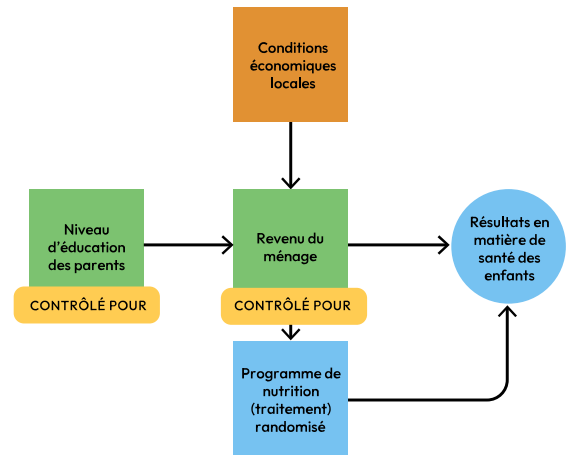 Conditions
économiques
locales
Niveau
d'éducation
des parents
CONTRÔLÉ POUR
Revenu du
ménage
CONTRÔLÉ POUR
Résultats en
matière de
santé des
enfants
Programme de
nutrition
(traitement)
randomisé